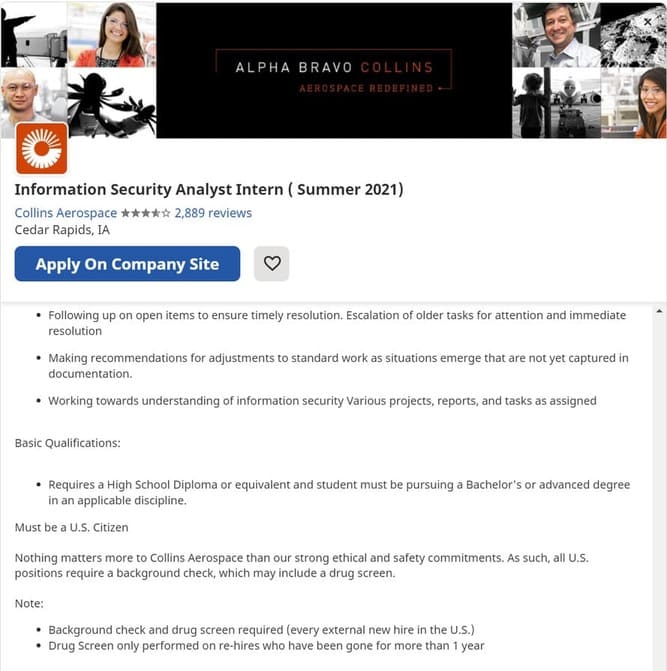 ALPHA BRAVO COLLINS
AEROSPACE REDEFINED
Information Security Analyst Intern ( Summer 2021)
Collins Aerospace ★★★★☆ 2,889 reviews
Cedar Rapids, IA
Apply On Company Site
• Following up on open items to ensure timely resolution. Escalation of older tasks for attention and immediate
resolution
• Making recommendations for adjustments to standard work as situations emerge that are not yet captured in
documentation.
• Working towards understanding of information security Various projects, reports, and tasks as assigned
Basic Qualifications:
• Requires a High School Diploma or equivalent and student must be pursuing a Bachelor's or advanced degree
in an applicable discipline.
Must be a U.S. Citizen
Nothing matters more to Collins Aerospace than our strong ethical and safety commitments. As such, all U.S.
positions require a background check, which may include a drug screen.
Note:
• Background check and drug screen required (every external new hire in the U.S.)
• Drug Screen only performed on re-hires who have been gone for more than 1 year